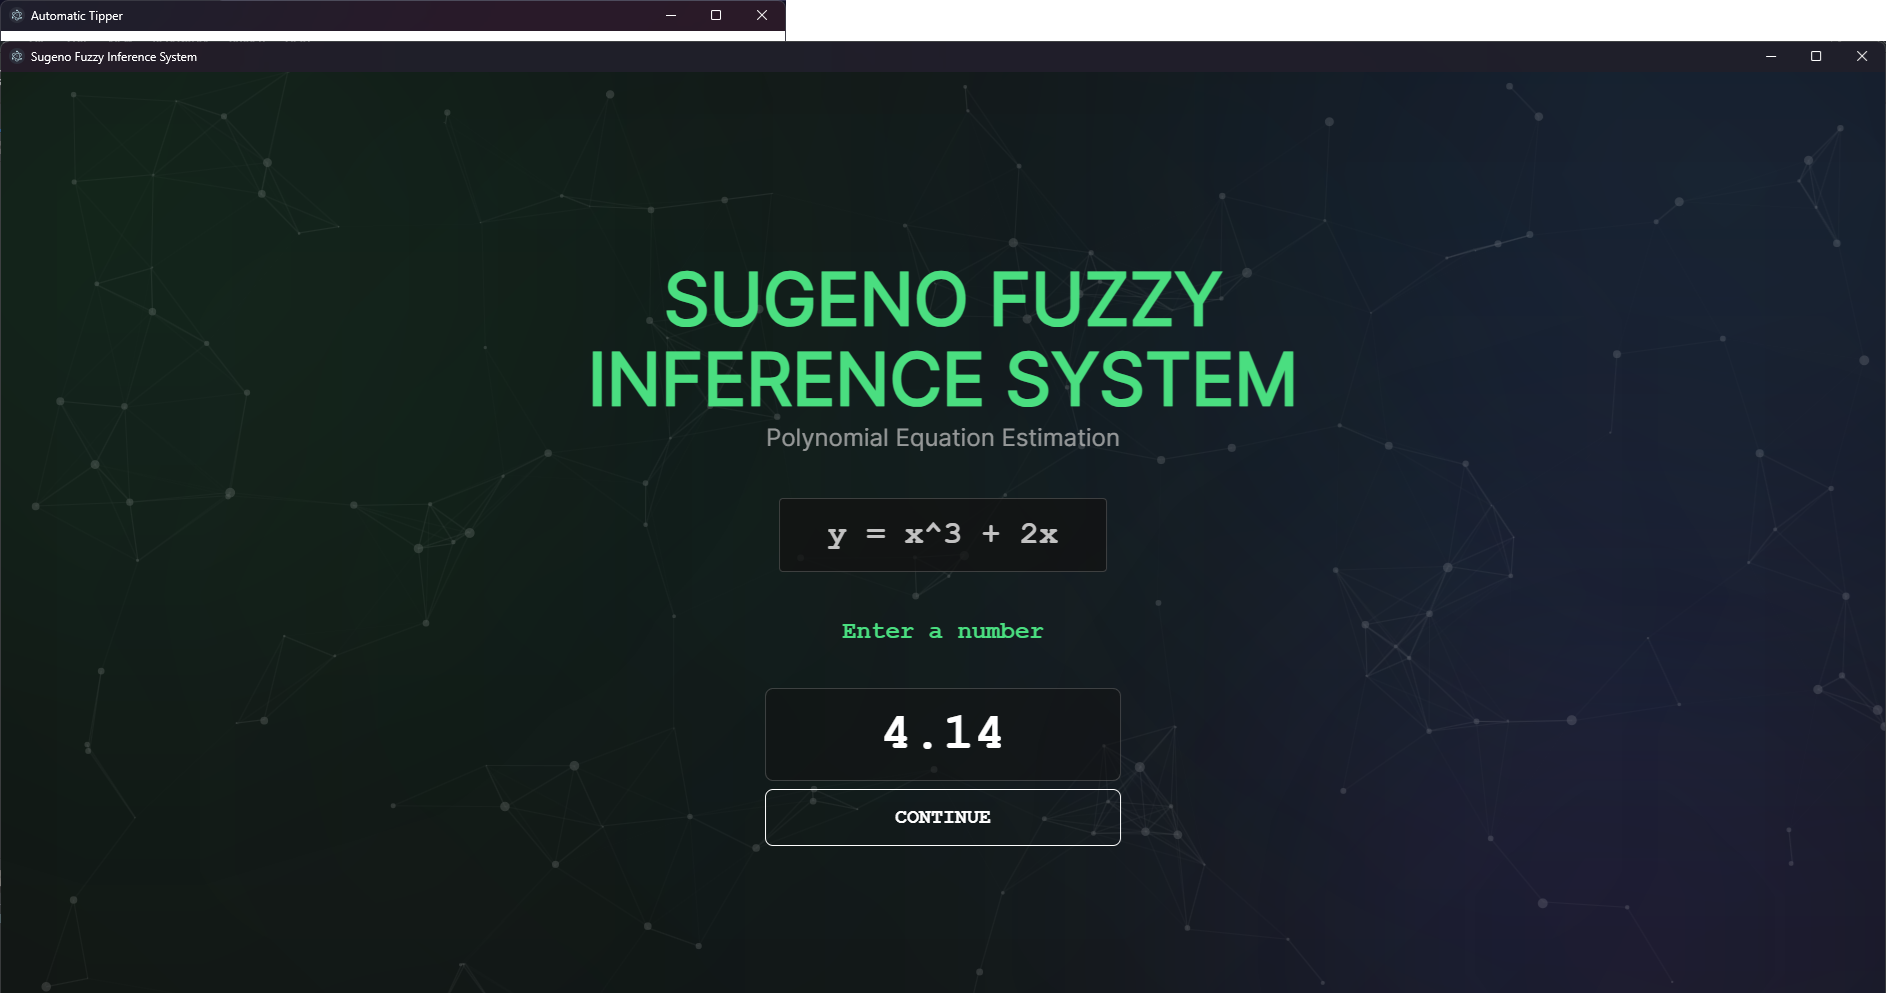 Automatic Tipper
Sugeno Fuzzy Inference System
SUGENO FUZZY
INFERENCE SYSTEM
Polynomial Equation Estimation
y = x^3 + 2x
Enter a number
4.14
CONTINUE